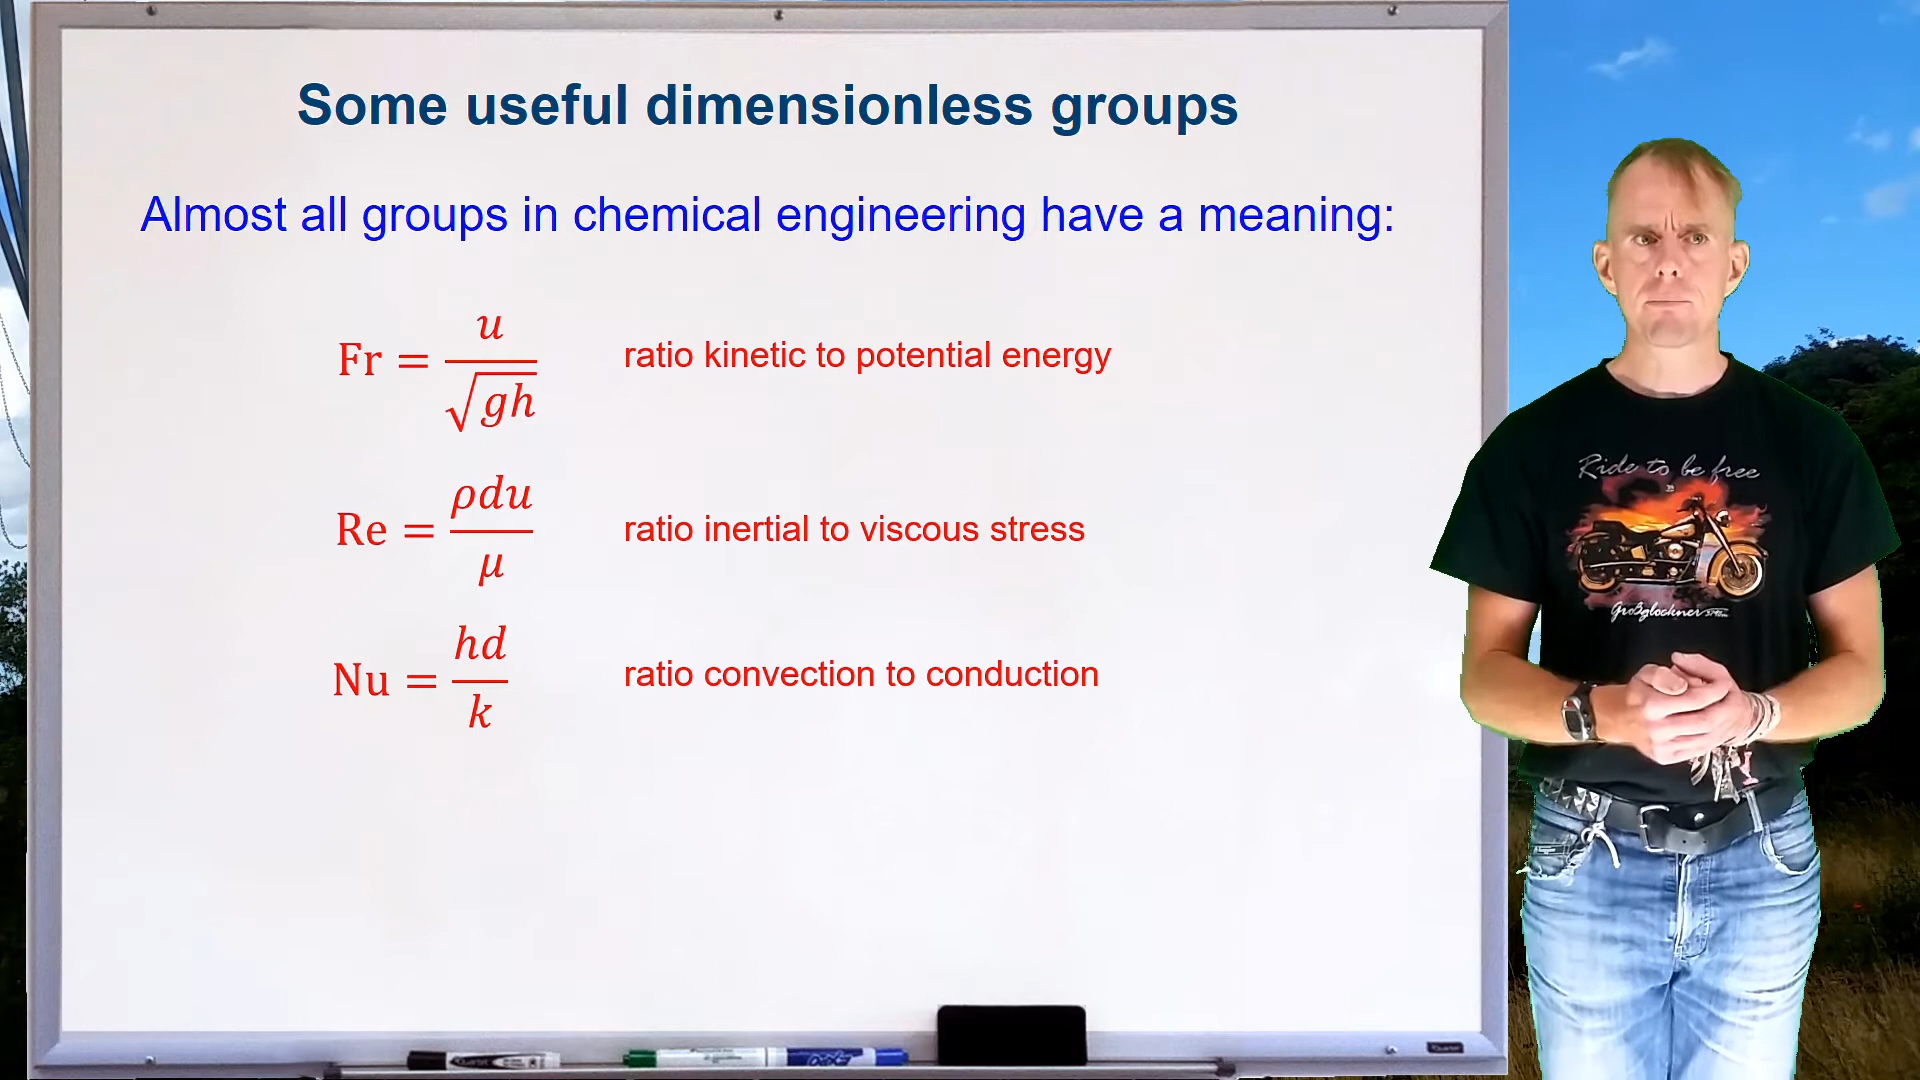 Some useful dimensionless groups
Almost all groups in chemical engineering have a meaning:
Fr = u / √gh ratio kinetic to potential energy
Re = ρdu / μ ratio inertial to viscous stress
Nu = hd / k ratio convection to conduction
Ride to be free
Großglockner